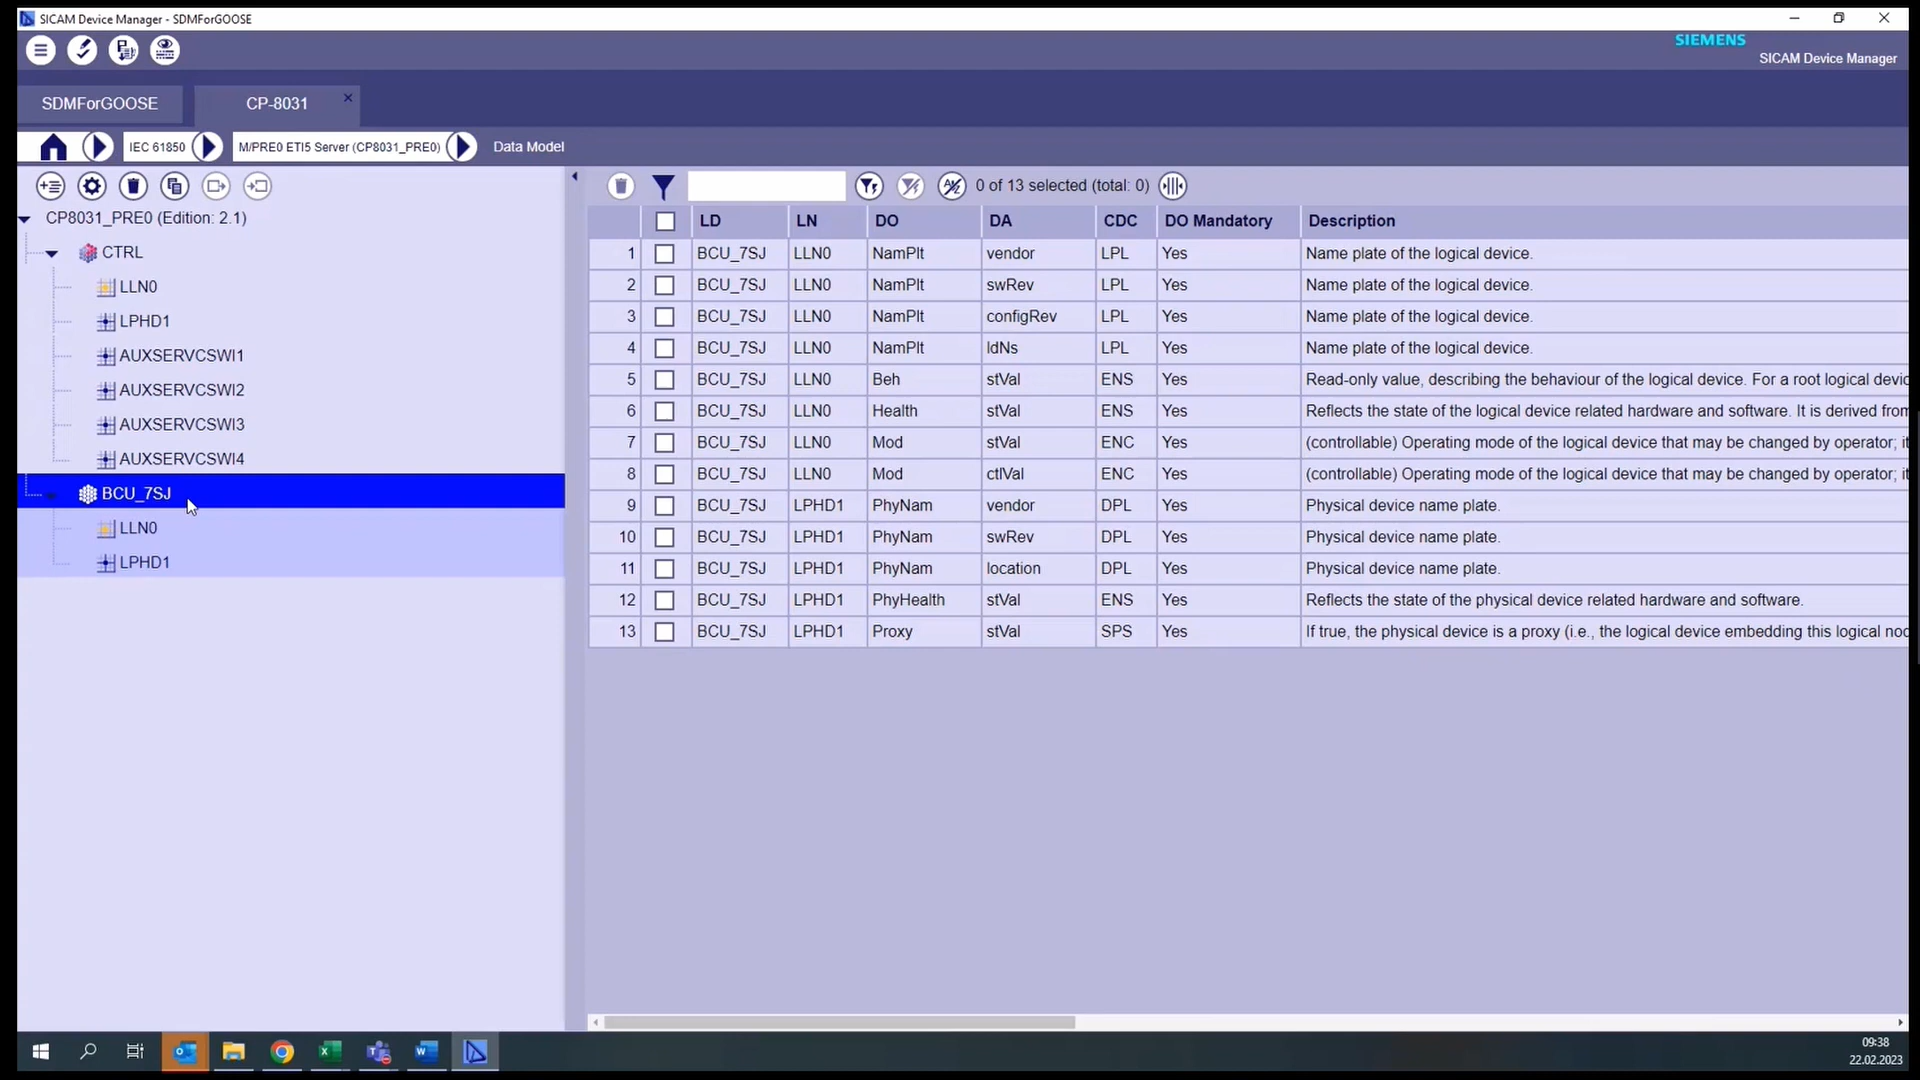 SICAM Device Manager - SDMForGOOSE
SIEMENS
SICAM Device Manager
SDMForGOOSE
CP-8031
IEC 61850
M/PRE0 ETI5 Server (CP8031_PRE0)
Data Model
0 of 13 selected (total: 0)
CP8031_PRE0 (Edition: 2.1)
CTRL
LLN0
LPHD1
AUXSERVCSWI1
AUXSERVCSWI2
AUXSERVCSWI3
AUXSERVCSWI4
BCU_7SJ
LLN0
LPHD1
LD LN DO DA CDC DO Mandatory Description
1 BCU_7SJ LLN0 NamPlt vendor LPL Yes Name plate of the logical device.
2 BCU_7SJ LLN0 NamPlt swRev LPL Yes Name plate of the logical device.
3 BCU_7SJ LLN0 NamPlt configRev LPL Yes Name plate of the logical device.
4 BCU_7SJ LLN0 NamPlt ldNs LPL Yes Name plate of the logical device.
5 BCU_7SJ LLN0 Beh stVal ENS Yes Read-only value, describing the behaviour of the logical device. For a root logical devic
6 BCU_7SJ LLN0 Health stVal ENS Yes Reflects the state of the logical device related hardware and software. It is derived from
7 BCU_7SJ LLN0 Mod stVal ENC Yes (controllable) Operating mode of the logical device that may be changed by operator; it
8 BCU_7SJ LLN0 Mod ctlVal ENC Yes (controllable) Operating mode of the logical device that may be changed by operator; it
9 BCU_7SJ LPHD1 PhyNam vendor DPL Yes Physical device name plate.
10 BCU_7SJ LPHD1 PhyNam swRev DPL Yes Physical device name plate.
11 BCU_7SJ LPHD1 PhyNam location DPL Yes Physical device name plate.
12 BCU_7SJ LPHD1 PhyHealth stVal ENS Yes Reflects the state of the physical device related hardware and software.
13 BCU_7SJ LPHD1 Proxy stVal SPS Yes If true, the physical device is a proxy (i.e., the logical device embedding this logical noc
09:38
22.02.2023